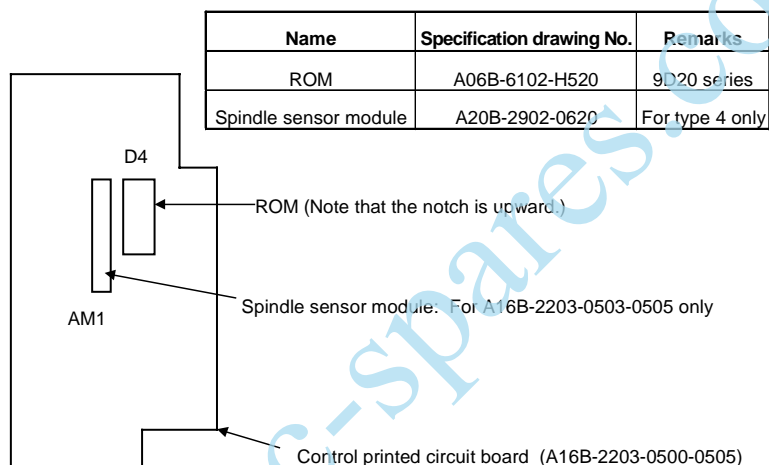 Name Specification drawing No. Remarks
ROM A06B-6102-H520 9D20 series
Spindle sensor module A20B-2902-0620 For type 4 only
D4
ROM (Note that the notch is upward.)
Spindle sensor module: For A16B-2203-0503-0505 only
AM1
Control printed circuit board (A16B-2203-0500-0505)
c-spares.co